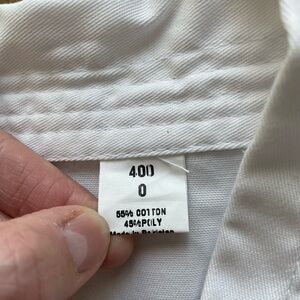 400
0
55% COTTON
45%POLY
Made in Pakistan